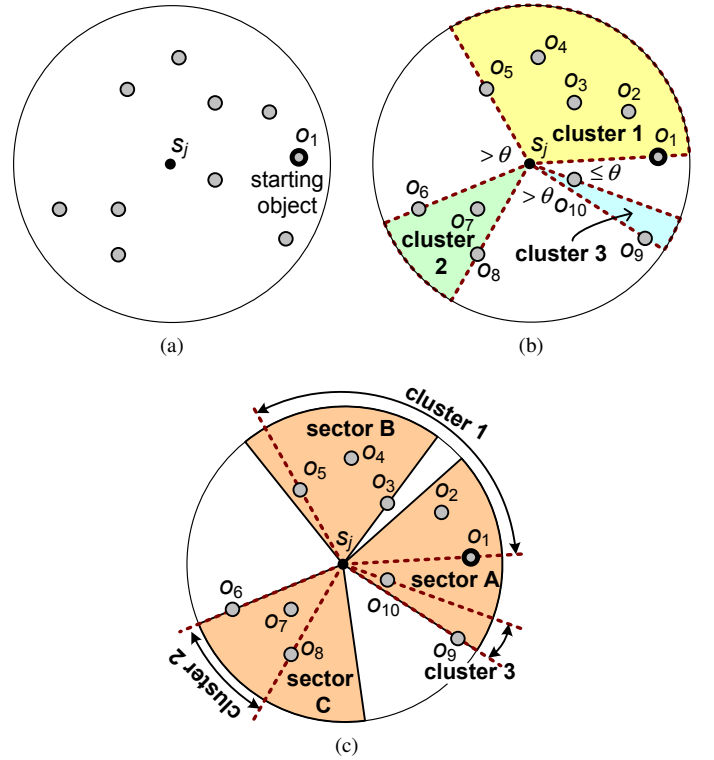 s_j
o_1
starting
object
(a)
o_4
o_5
o_3
o_2
cluster 1
o_1
> θ
s_j
≤ θ
o_6
> θ
o_10
o_7
cluster
2
o_8
cluster 3
o_9
(b)
cluster 1
sector B
o_4
o_5
o_3
o_2
s_j
o_1
sector A
o_6
o_10
o_7
o_8
o_9
cluster 3
cluster 2
sector
C
(c)